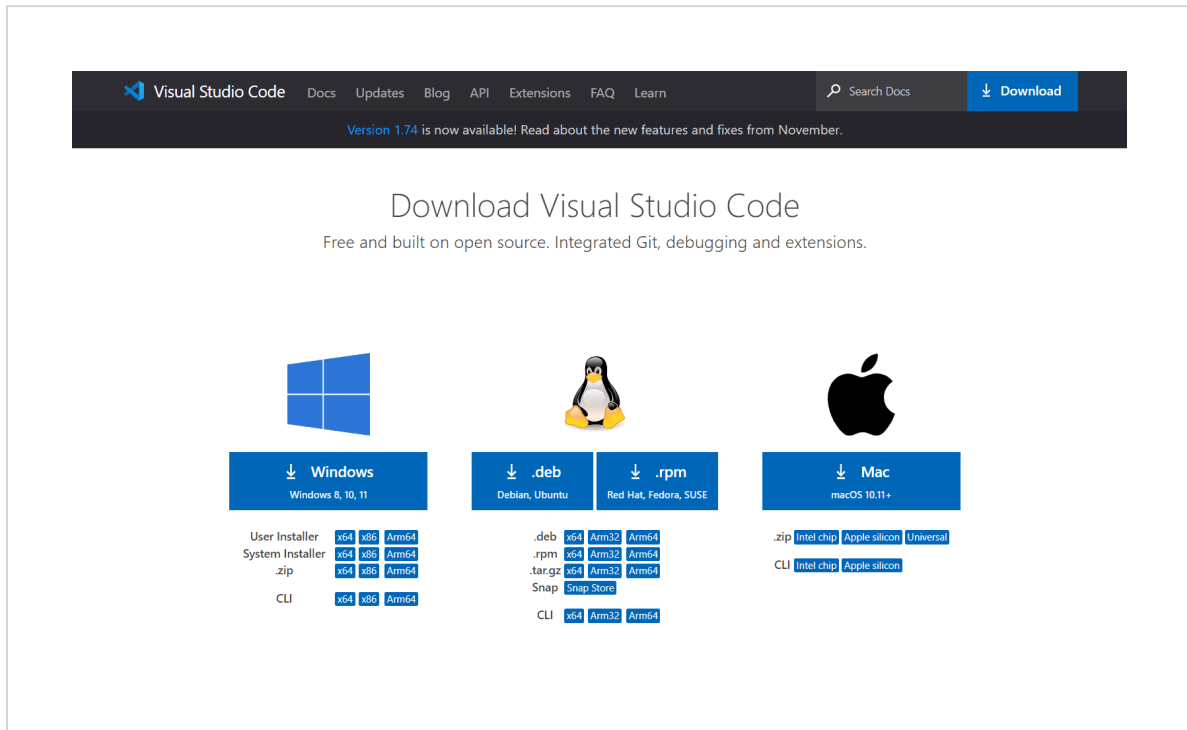 Visual Studio Code Docs Updates Blog API Extensions FAQ Learn Search Docs Download
Version 1.74 is now available! Read about the new features and fixes from November.
Download Visual Studio Code
Free and built on open source. Integrated Git, debugging and extensions.
Windows
Windows 8, 10, 11
User Installer x64 x86 Arm64
System Installer x64 x86 Arm64
.zip x64 x86 Arm64
CLI x64 x86 Arm64
.deb
Debian, Ubuntu
.rpm
Red Hat, Fedora, SUSE
.deb x64 Arm32 Arm64
.rpm x64 Arm32 Arm64
.tar.gz x64 Arm32 Arm64
Snap Snap Store
CLI x64 Arm32 Arm64
Mac
macOS 10.11+
.zip Intel chip Apple silicon Universal
CLI Intel chip Apple silicon